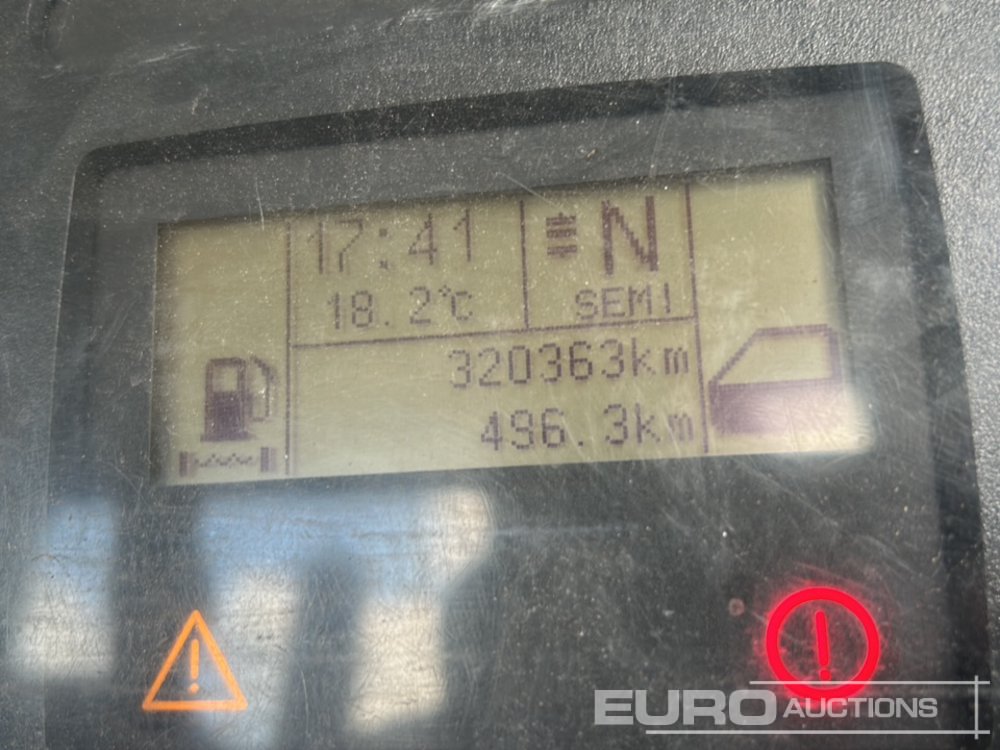 17:41
18.2°C
N
SEMI
320363km
496.3km
EURO AUCTIONS